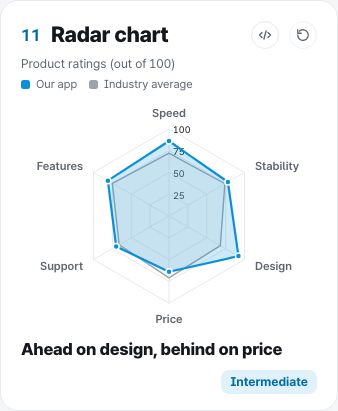 11 Radar chart
</>
Product ratings (out of 100)
Our app Industry average
Speed
100
75
50
25
Features
Stability
Support
Design
Price
Ahead on design, behind on price
Intermediate